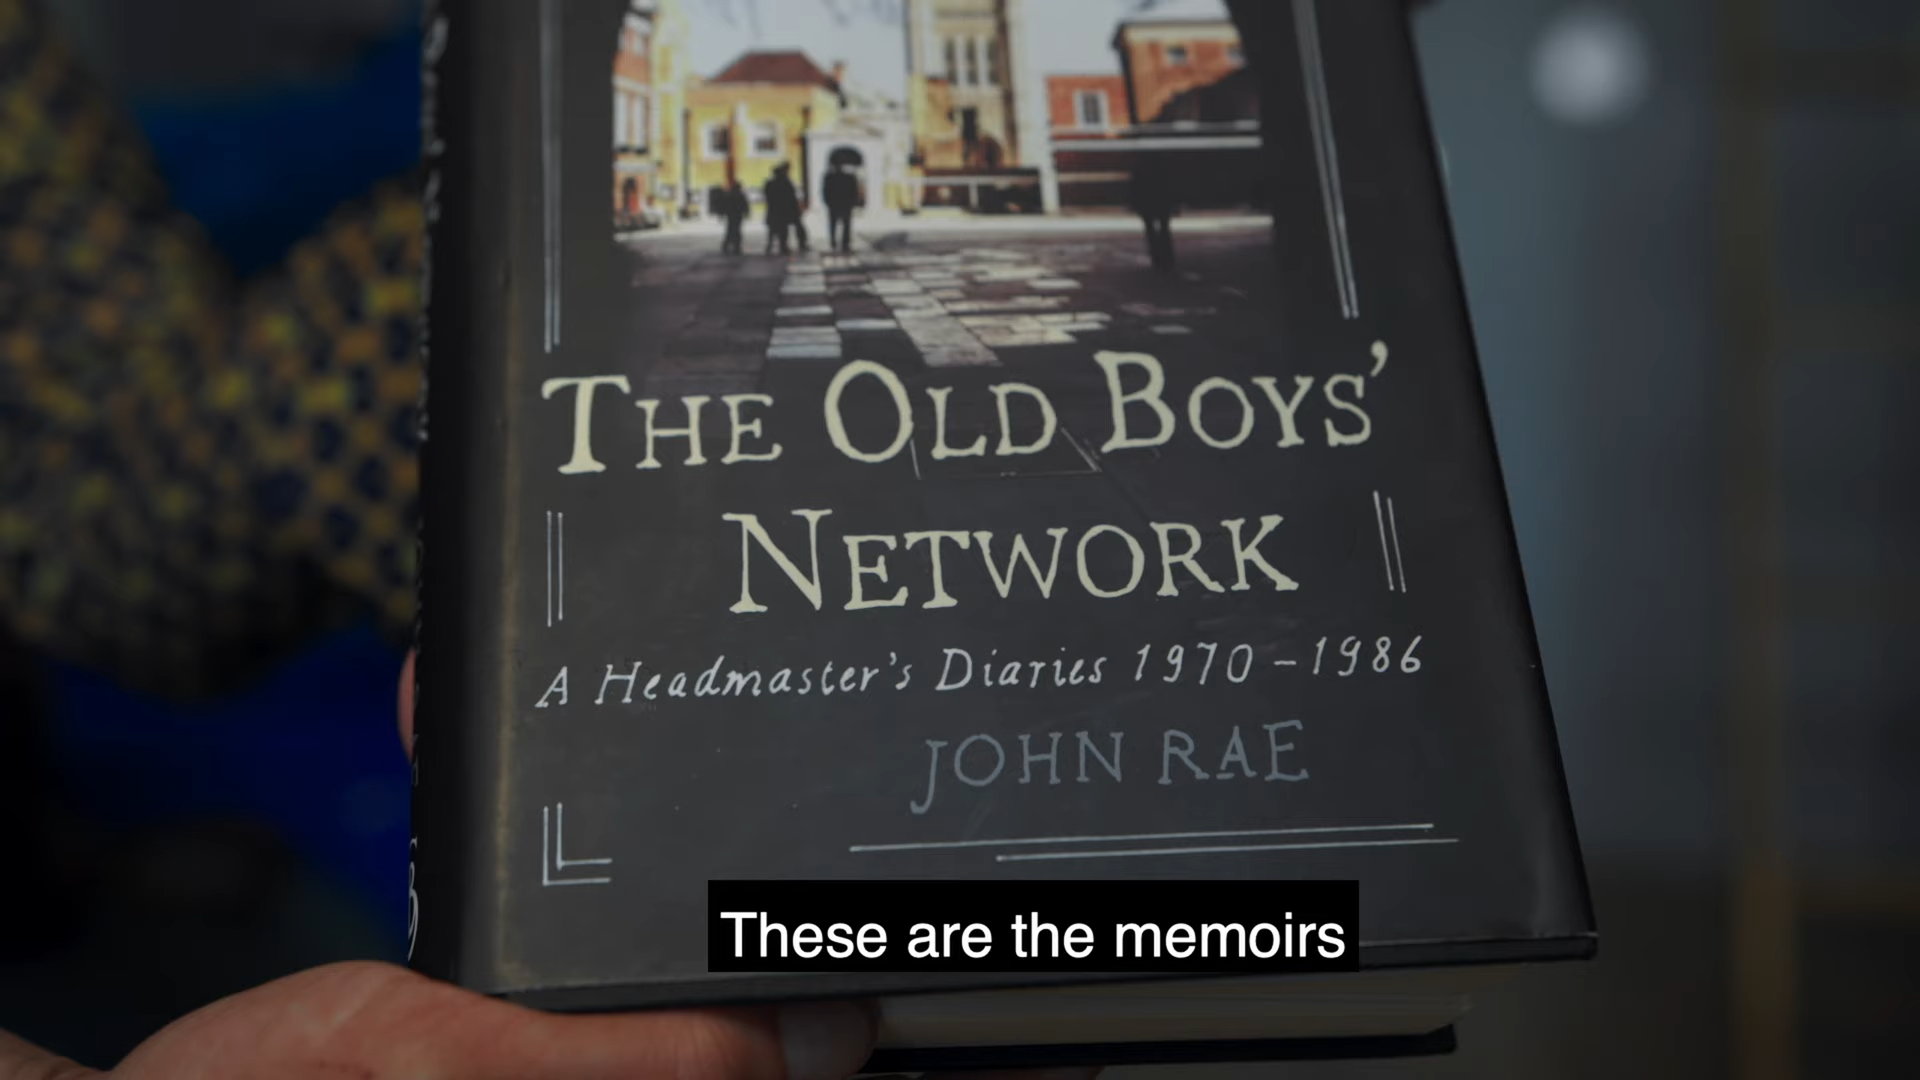 THE OLD BOYS'
NETWORK
A Headmaster's Diaries 1970-1986
JOHN RAE
These are the memoirs